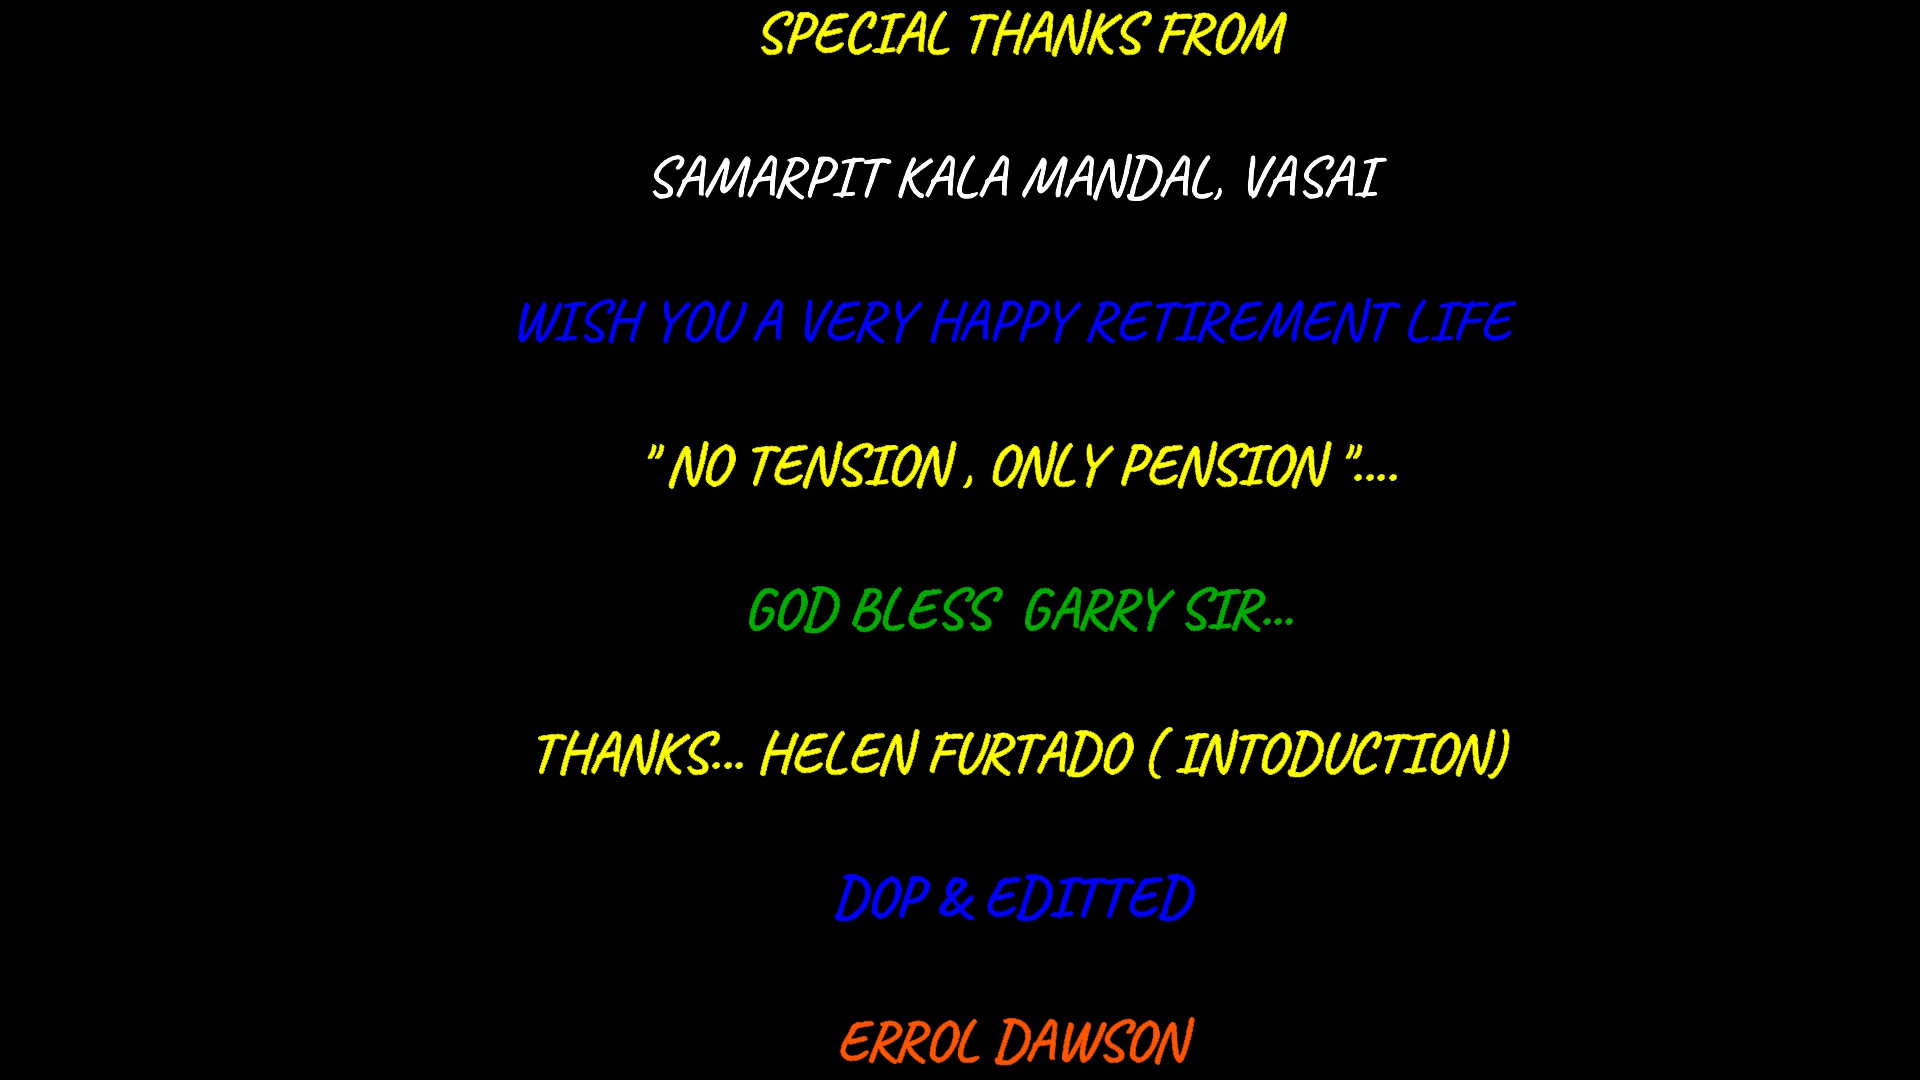 SPECIAL THANKS FROM
SAMARPIT KALA MANDAL, VASAI
WISH YOU A VERY HAPPY RETIREMENT LIFE
" NO TENSION , ONLY PENSION "....
GOD BLESS  GARRY SIR...
THANKS... HELEN FURTADO ( INTODUCTION)
DOP & EDITTED
ERROL DAWSON